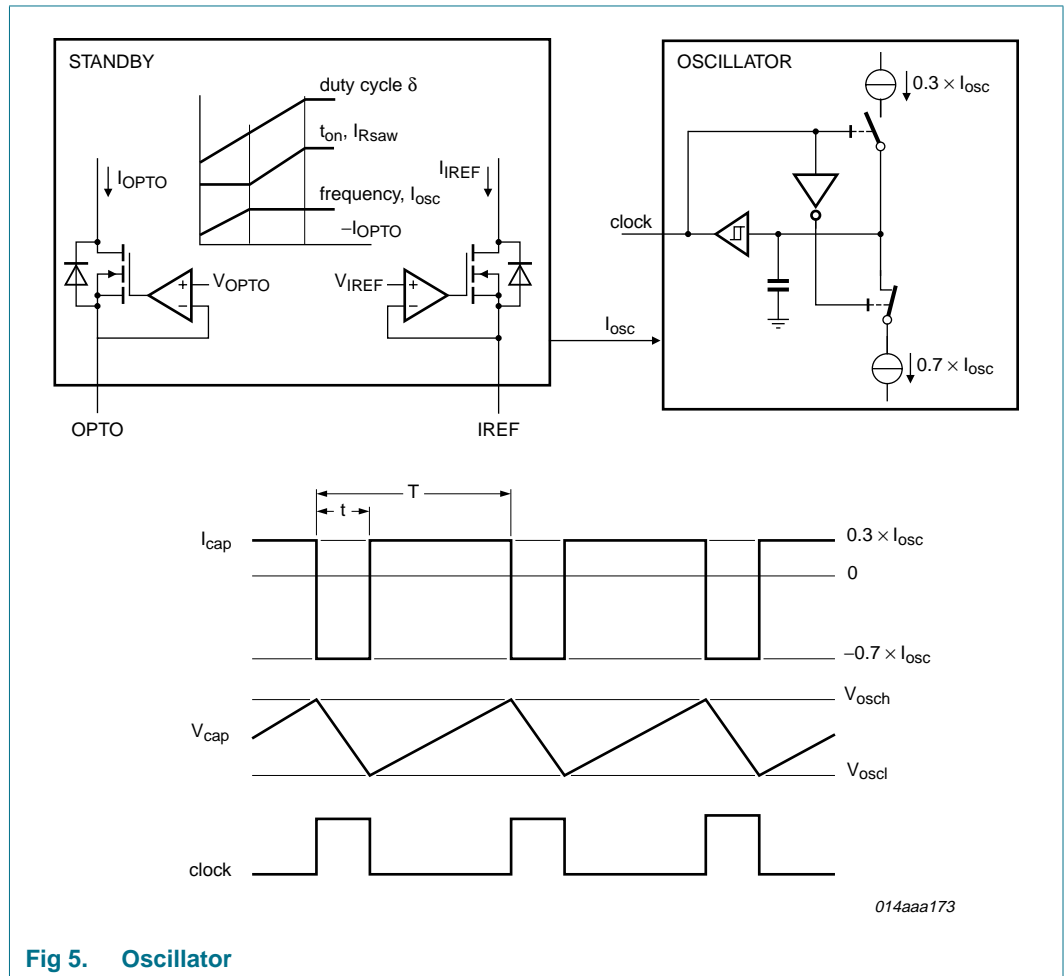 STANDBY
duty cycle δ
t_on, I_Rsaw
frequency, I_osc
−I_OPTO
I_OPTO
I_IREF
V_OPTO
V_IREF
+
−
+
−
OPTO
IREF
I_osc
OSCILLATOR
0.3 × I_osc
clock
0.7 × I_osc
T
t
I_cap
0.3 × I_osc
0
−0.7 × I_osc
V_cap
V_osch
V_oscl
clock
014aaa173
Fig 5. Oscillator